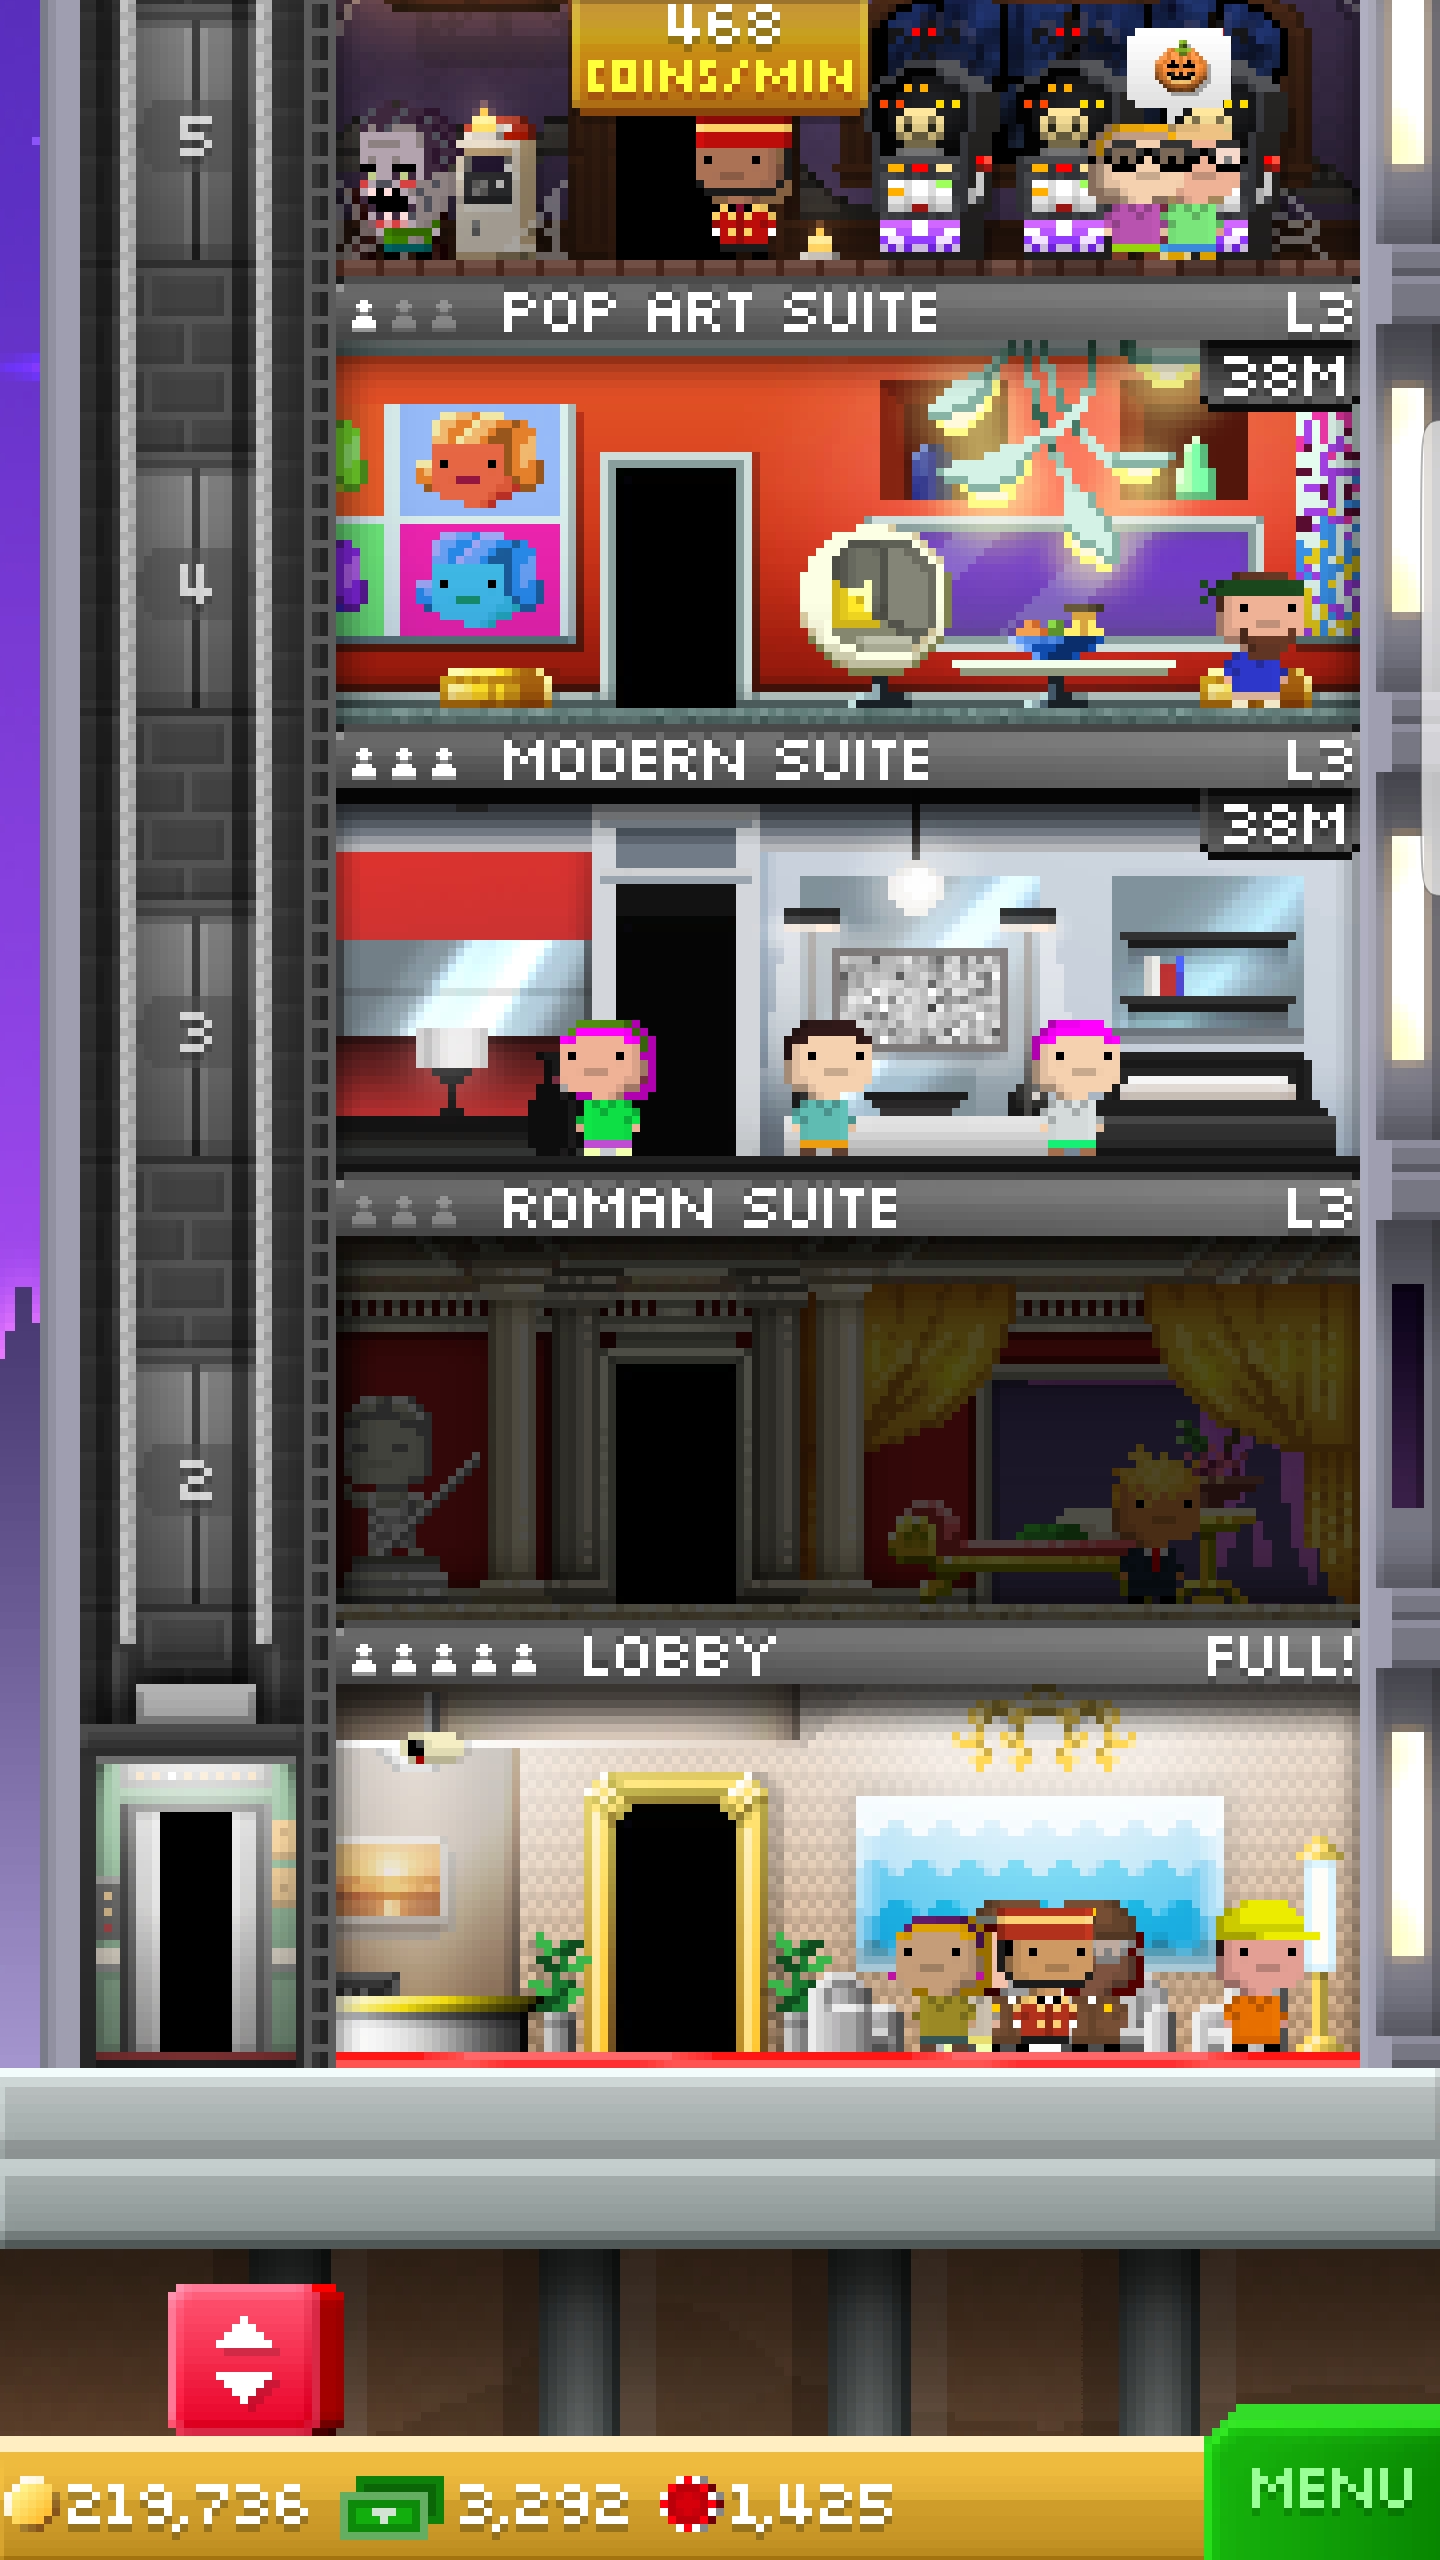 468
COINS/MIN
5
POP ART SUITE L3
38M
4
MODERN SUITE L3
38M
3
ROMAN SUITE L3
2
LOBBY FULL!
219,736 3,292 1,425
MENU